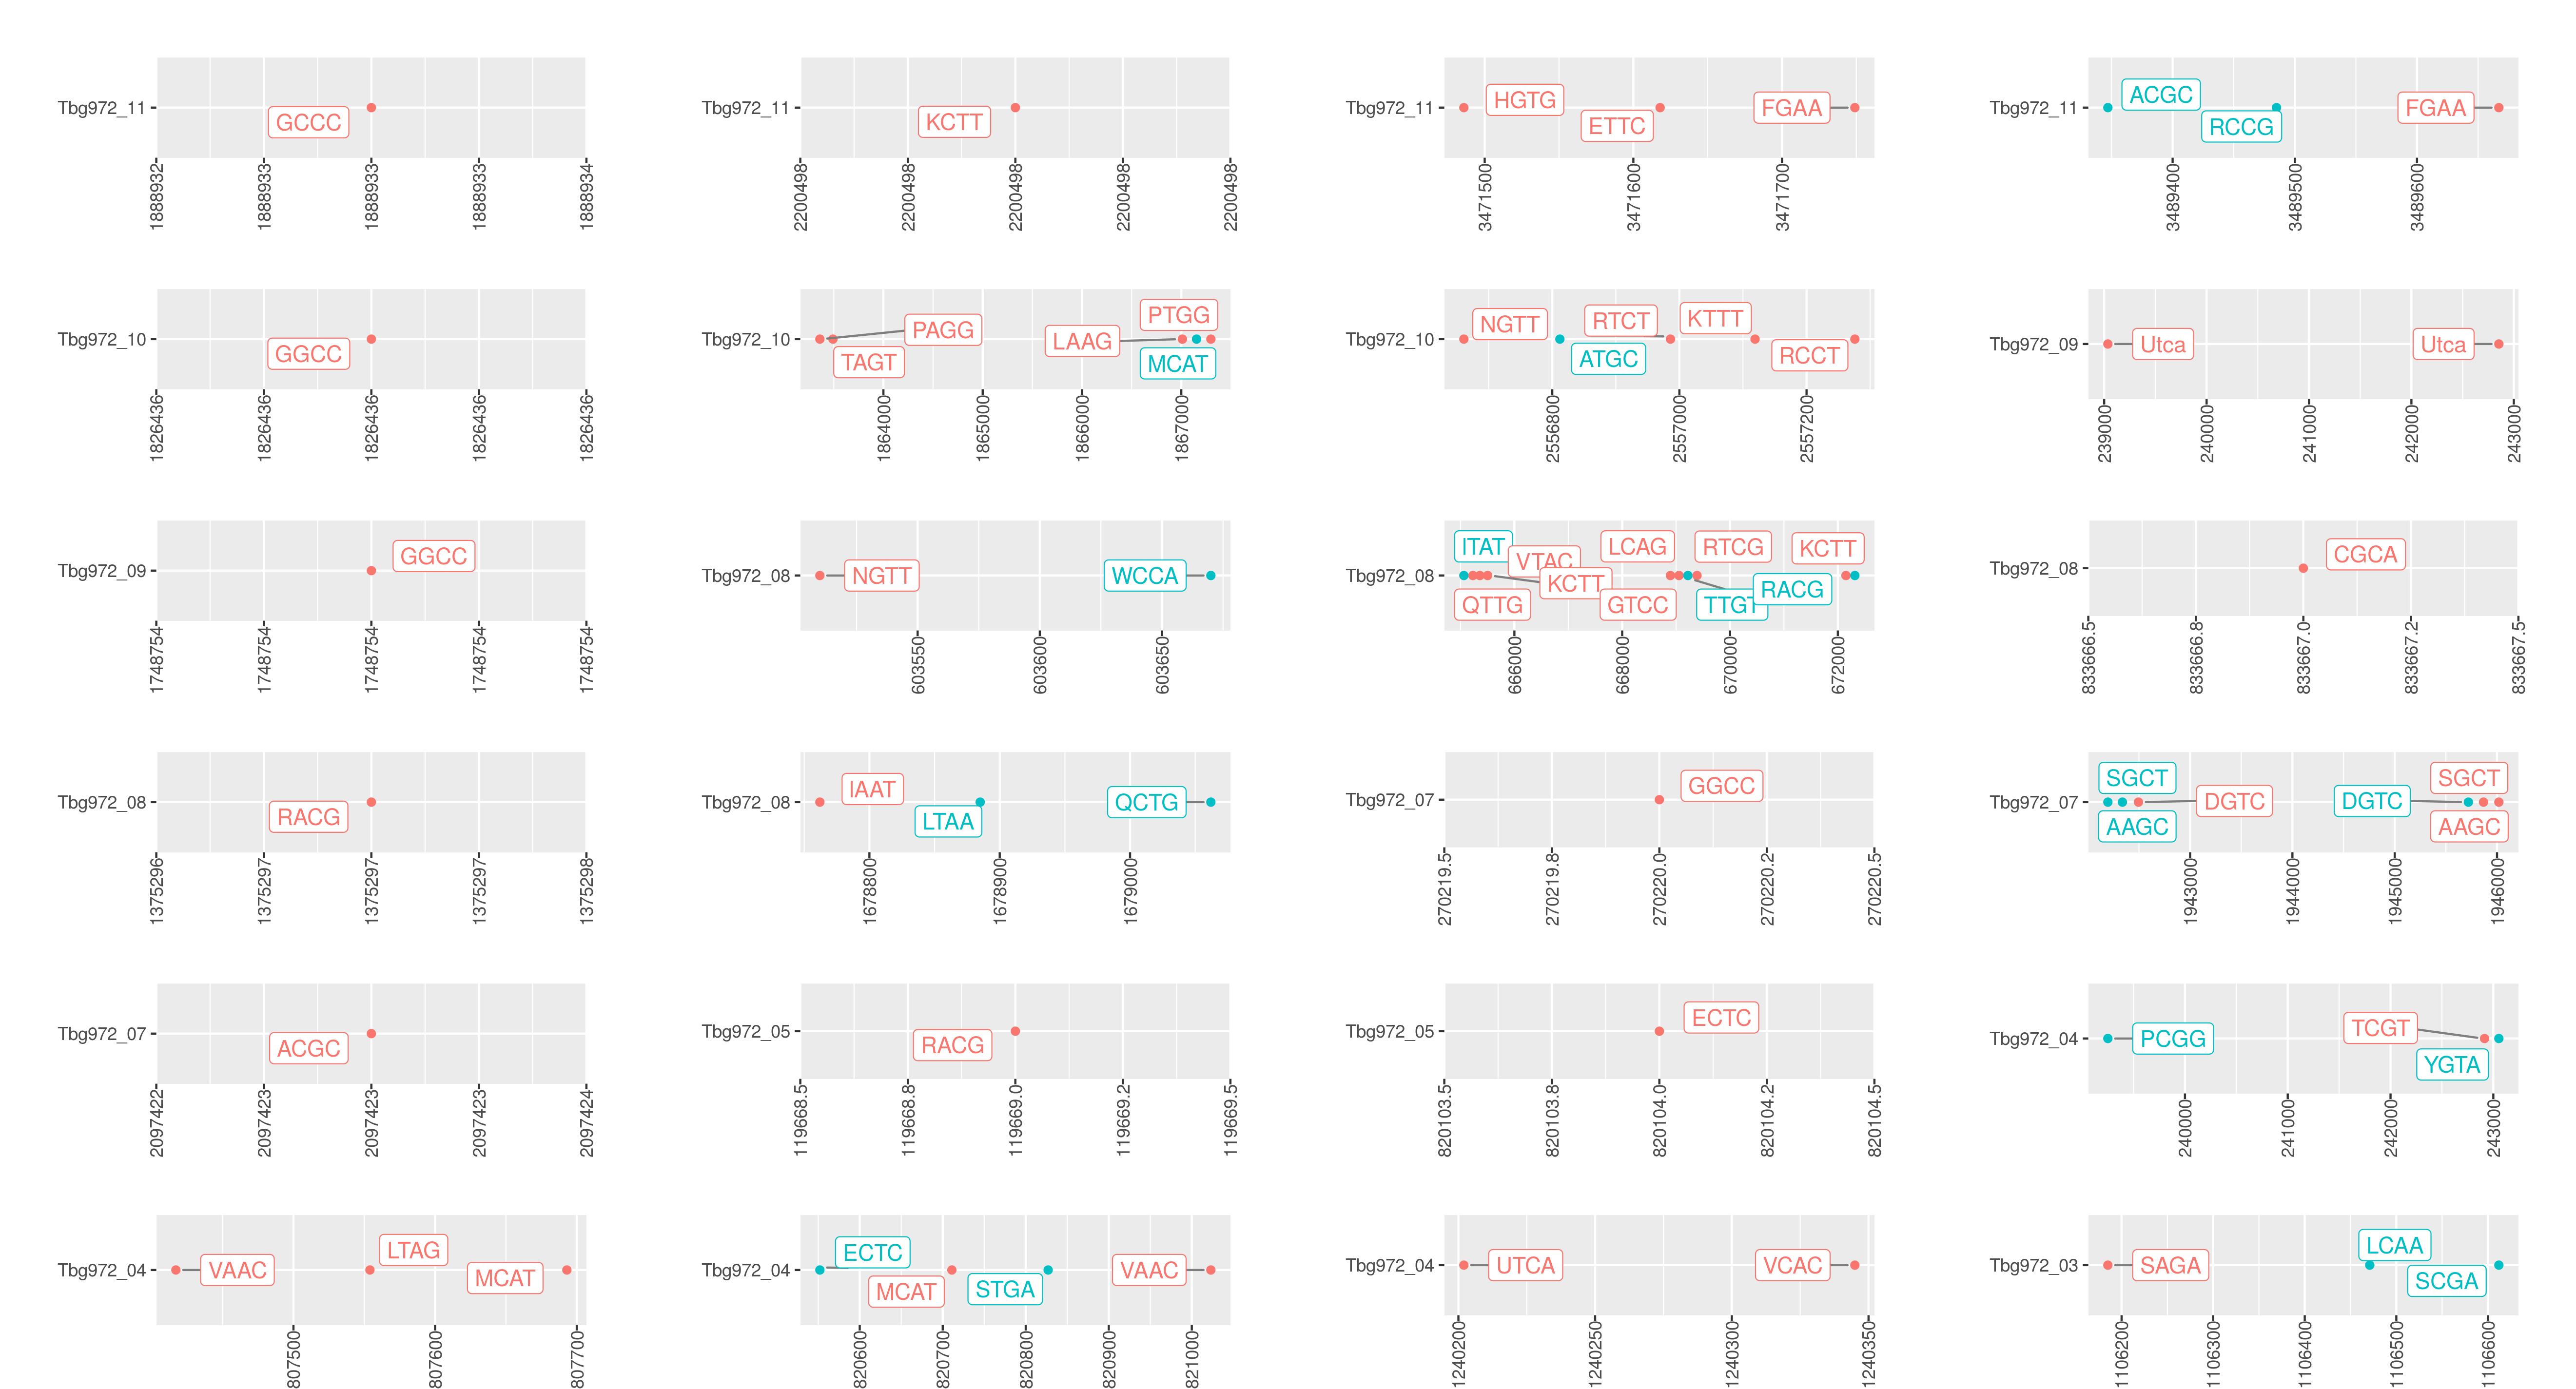 Tbg972_11
GCCC
1888932
1888933
1888933
1888933
1888934
Tbg972_11
KCTT
2200498
2200498
2200498
2200498
2200498
Tbg972_11
HGTG
ETTC
FGAA
3471500
3471600
3471700
Tbg972_11
ACGC
RCCG
FGAA
3489400
3489500
3489600
Tbg972_10
GGCC
1826436
1826436
1826436
1826436
1826436
Tbg972_10
TAGT
PAGG
LAAG
PTGG
MCAT
1864000
1865000
1866000
1867000
Tbg972_10
NGTT
ATGC
RTCT
KTTT
RCCT
2556800
2557000
2557200
Tbg972_09
Utca
Utca
239000
240000
241000
242000
243000
Tbg972_09
GGCC
1748754
1748754
1748754
1748754
1748754
Tbg972_08
NGTT
WCCA
603550
603600
603650
Tbg972_08
ITAT
QTTG
VTAC
KCTT
LCAG
GTCC
RTCG
TTGT
RACG
KCTT
666000
668000
670000
672000
Tbg972_08
CGCA
833666.5
833666.8
833667.0
833667.2
833667.5
Tbg972_08
RACG
1375296
1375297
1375297
1375297
1375298
Tbg972_08
IAAT
LTAA
QCTG
1678800
1678900
1679000
Tbg972_07
GGCC
270219.5
270219.8
270220.0
270220.2
270220.5
Tbg972_07
SGCT
AAGC
DGTC
DGTC
SGCT
AAGC
1943000
1944000
1945000
1946000
Tbg972_07
ACGC
2097422
2097423
2097423
2097423
2097424
Tbg972_05
RACG
119668.5
119668.8
119669.0
119669.2
119669.5
Tbg972_05
ECTC
820103.5
820103.8
820104.0
820104.2
820104.5
Tbg972_04
PCGG
TCGT
YGTA
240000
241000
242000
243000
Tbg972_04
VAAC
LTAG
MCAT
807500
807600
807700
Tbg972_04
ECTC
MCAT
STGA
VAAC
820600
820700
820800
820900
821000
Tbg972_04
UTCA
VCAC
1240200
1240250
1240300
1240350
Tbg972_03
SAGA
LCAA
SCGA
1106200
1106300
1106400
1106500
1106600